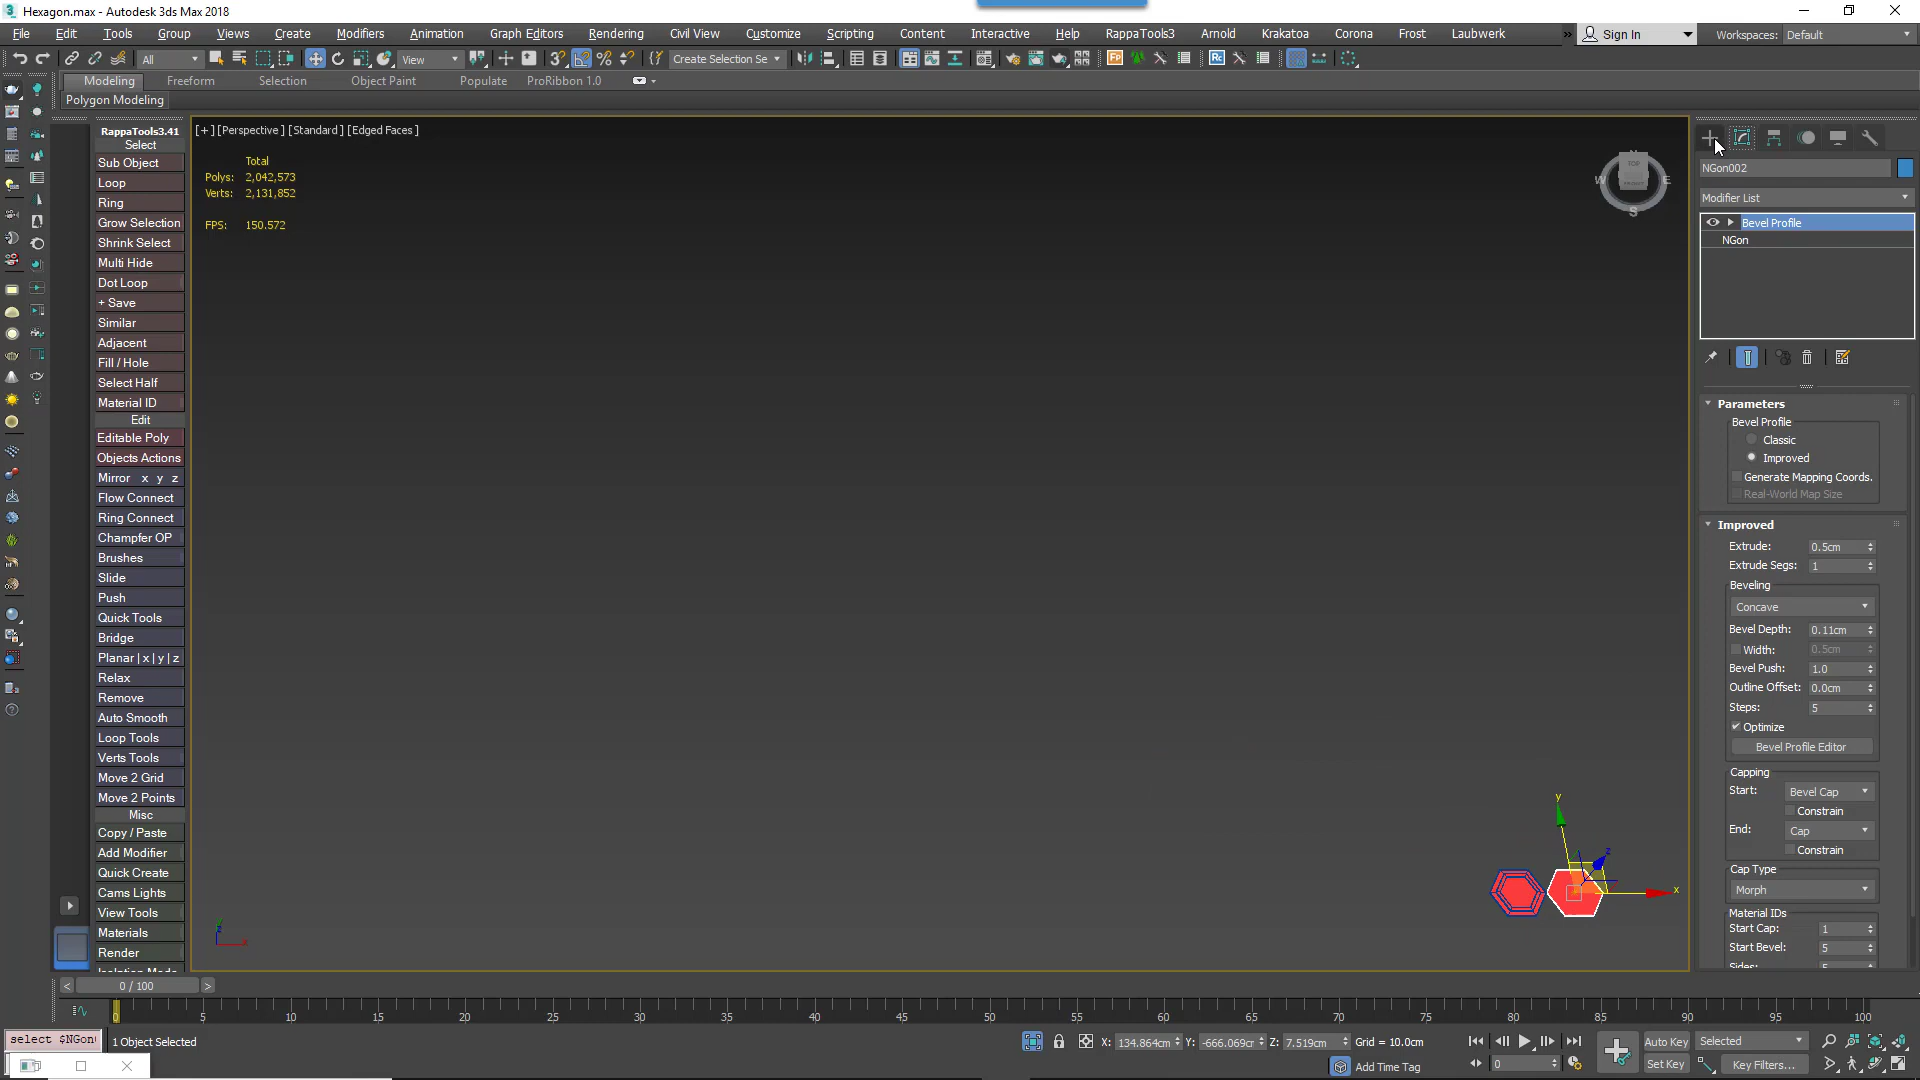 Hexagon.max - Autodesk 3ds Max 2018
File Edit Tools Group Views Create Modifiers Animation Graph Editors Rendering Civil View Customize Scripting Content Interactive Help RappaTools3 Arnold Krakatoa Corona Frost Laubwerk » Sign In Workspaces: Default
All View Create Selection Se
Modeling Freeform Selection Object Paint Populate ProRibbon 1.0
Polygon Modeling
RappaTools3.41
Select
Sub Object
Loop
Ring
Grow Selection
Shrink Select
Multi Hide
Dot Loop
+ Save
Similar
Adjacent
Fill / Hole
Select Half
Material ID
Edit
Editable Poly
Objects Actions
Mirror x y z
Flow Connect
Ring Connect
Champfer OP
Brushes
Slide
Push
Quick Tools
Bridge
Planar | x | y | z
Relax
Remove
Auto Smooth
Loop Tools
Verts Tools
Move 2 Grid
Move 2 Points
Misc
Copy / Paste
Add Modifier
Quick Create
Cams Lights
View Tools
Materials
Render
Isolation Mode
[+] [Perspective] [Standard] [Edged Faces]
Total
Polys: 2,042,573
Verts: 2,131,852
FPS: 150.572
N
W TOP E
FRONT
S
y
z
x
NGon002
Modifier List
Bevel Profile
NGon
Parameters
Bevel Profile
Classic
Improved
Generate Mapping Coords.
Real-World Map Size
Improved
Extrude: 0.5cm
Extrude Segs: 1
Beveling
Concave
Bevel Depth: 0.11cm
Width: 0.5cm
Bevel Push: 1.0
Outline Offset: 0.0cm
Steps: 5
Optimize
Bevel Profile Editor
Capping
Start: Bevel Cap
Constrain
End: Cap
Constrain
Cap Type
Morph
Material IDs
Start Cap: 1
Start Bevel: 5
Sides: 5
< 0 / 100 >
0 5 10 15 20 25 30 35 40 45 50 55 60 65 70 75 80 85 90 95 100
select $NGon 1 Object Selected X: 134.864cm Y: -666.069cm Z: 7.519cm Grid = 10.0cm Auto Key Selected
Add Time Tag 0 Set Key Key Filters...